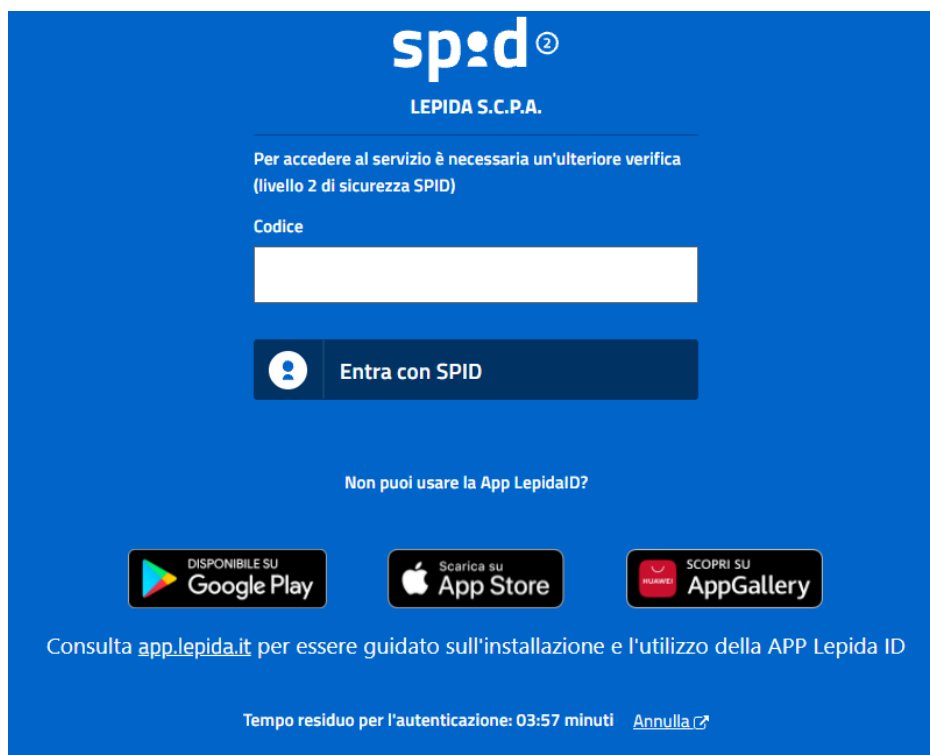 spid 2
LEPIDA S.C.P.A.
Per accedere al servizio è necessaria un'ulteriore verifica
(livello 2 di sicurezza SPID)
Codice
Entra con SPID
Non puoi usare la App LepidaID?
DISPONIBILE SU
Google Play
Scarica su
App Store
HUAWEI
SCOPRI SU
AppGallery
Consulta app.lepida.it per essere guidato sull'installazione e l'utilizzo della APP Lepida ID
Tempo residuo per l'autenticazione: 03:57 minuti Annulla